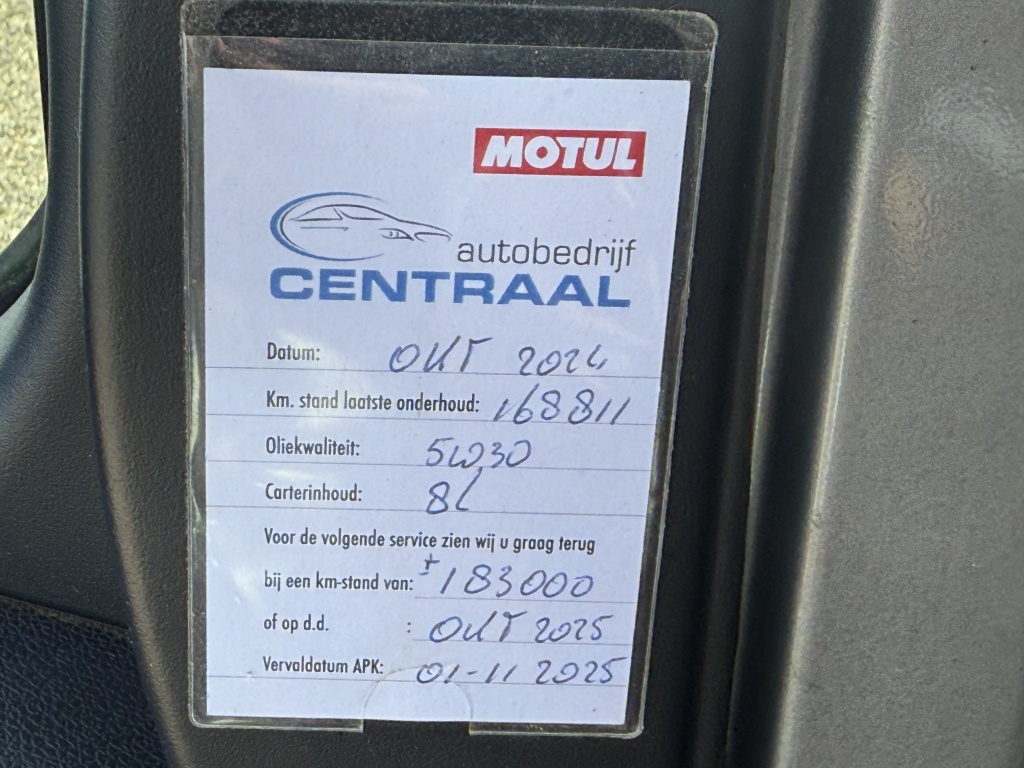 MOTUL
autobedrijf
CENTRAAL
Datum: OKT 2024
Km. stand laatste onderhoud: 168811
Oliekwaliteit: 5W30
Carterinhoud: 8L
Voor de volgende service zien wij u graag terug
bij een km-stand van: ± 183000
of op d.d. : OKT 2025
Vervaldatum APK: 01-11 2025